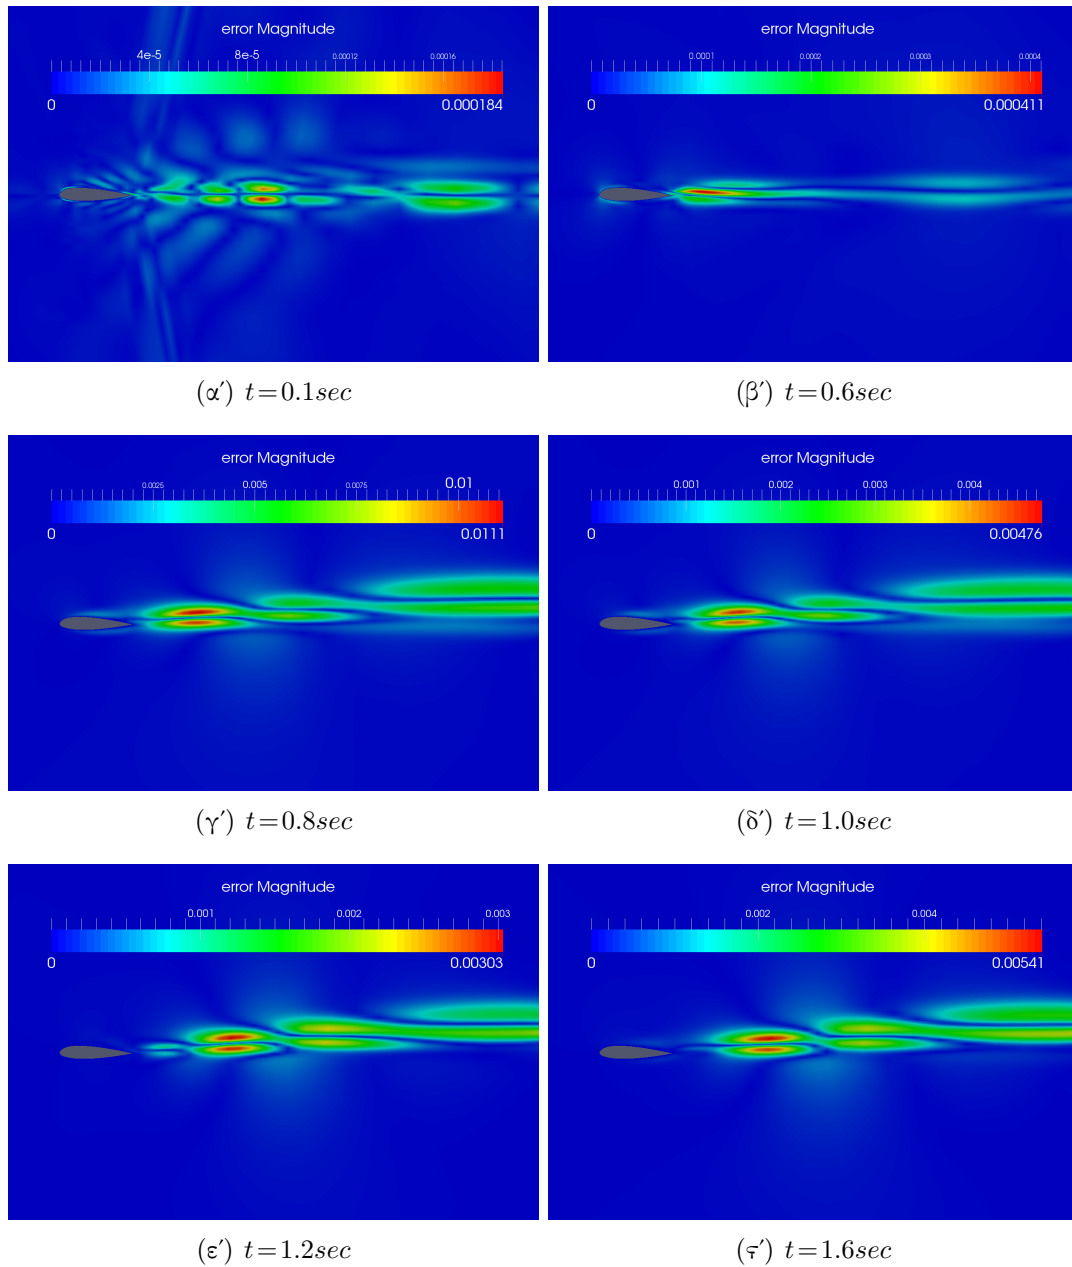 error Magnitude
4e-5 8e-5 0.00012 0.00016
0 0.000184
error Magnitude
0.0001 0.0002 0.0003 0.0004
0 0.000411
(α΄) t=0.1sec
(β΄) t=0.6sec
error Magnitude
0.0025 0.005 0.0075 0.01
0 0.0111
error Magnitude
0.001 0.002 0.003 0.004
0 0.00476
(γ΄) t=0.8sec
(δ΄) t=1.0sec
error Magnitude
0.001 0.002 0.003
0 0.00303
error Magnitude
0.002 0.004
0 0.00541
(ε΄) t=1.2sec
(ϛ΄) t=1.6sec